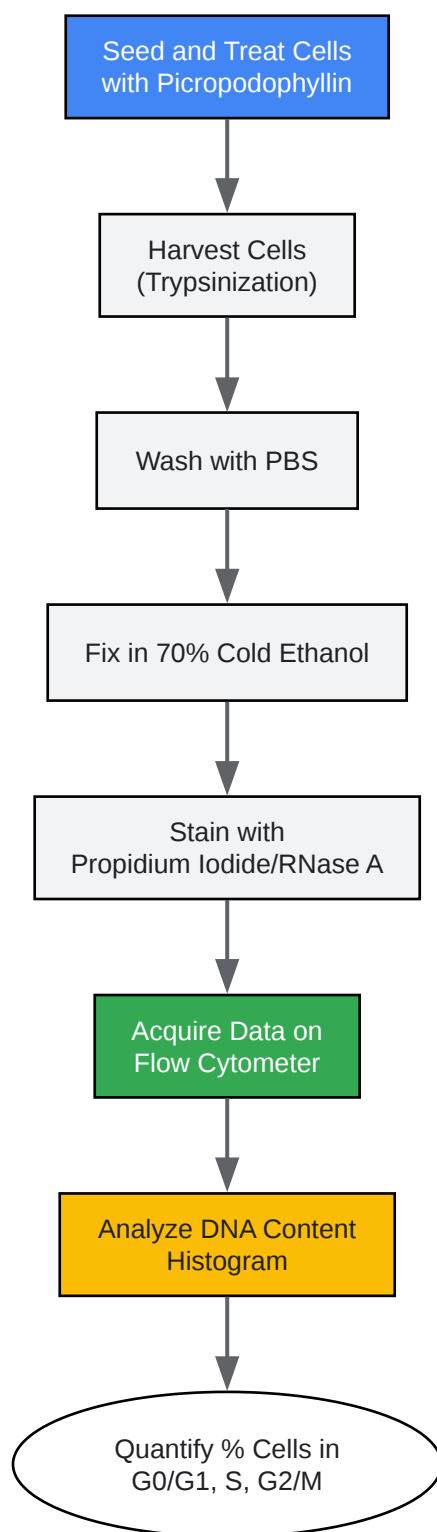 Seed and Treat Cells
with Picropodophyllin
Harvest Cells
(Trypsinization)
Wash with PBS
Fix in 70% Cold Ethanol
Stain with
Propidium Iodide/RNase A
Acquire Data on
Flow Cytometer
Analyze DNA Content
Histogram
Quantify % Cells in
G0/G1, S, G2/M